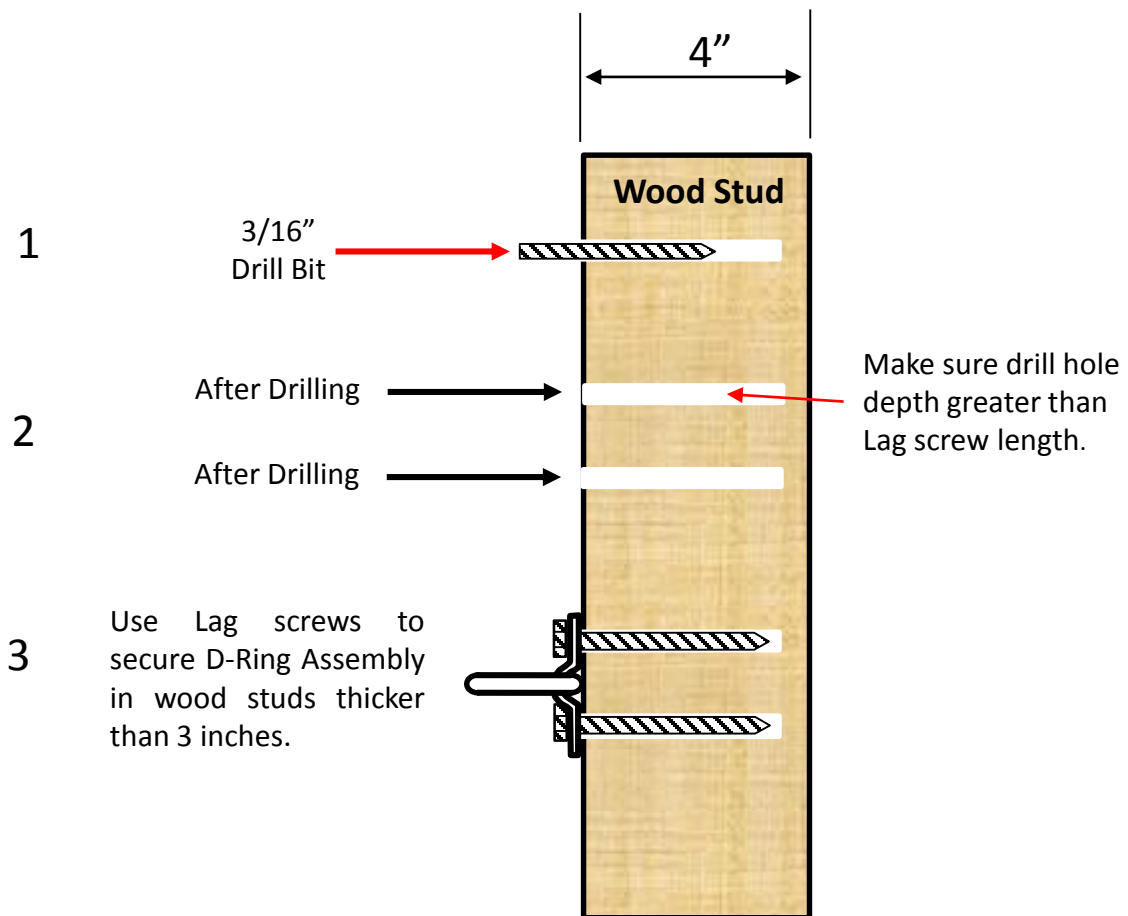 4”
Wood Stud
1
3/16”
Drill Bit
After Drilling
Make sure drill hole
depth greater than
Lag screw length.
2
After Drilling
3
Use Lag screws to
secure D-Ring Assembly
in wood studs thicker
than 3 inches.